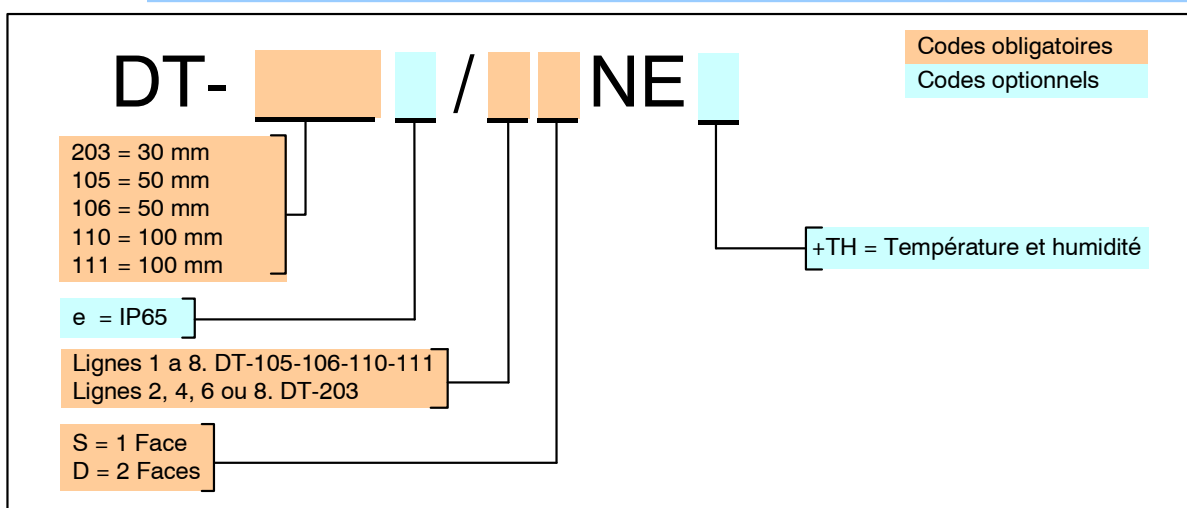 DT- / NE
Codes obligatoires
Codes optionnels
203 = 30 mm
105 = 50 mm
106 = 50 mm
110 = 100 mm
111 = 100 mm
+TH = Température et humidité
e = IP65
Lignes 1 a 8. DT-105-106-110-111
Lignes 2, 4, 6 ou 8. DT-203
S = 1 Face
D = 2 Faces